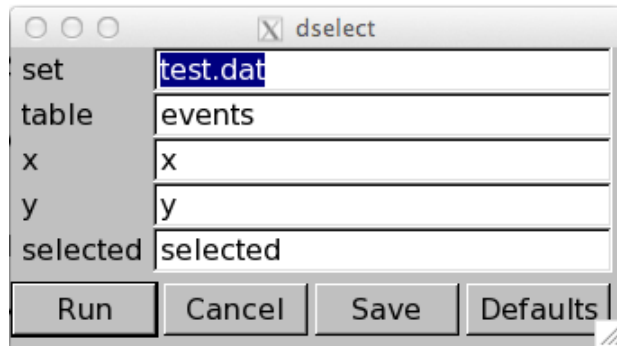 dselect
set test.dat
table events
x x
y y
selected selected
Run Cancel Save Defaults